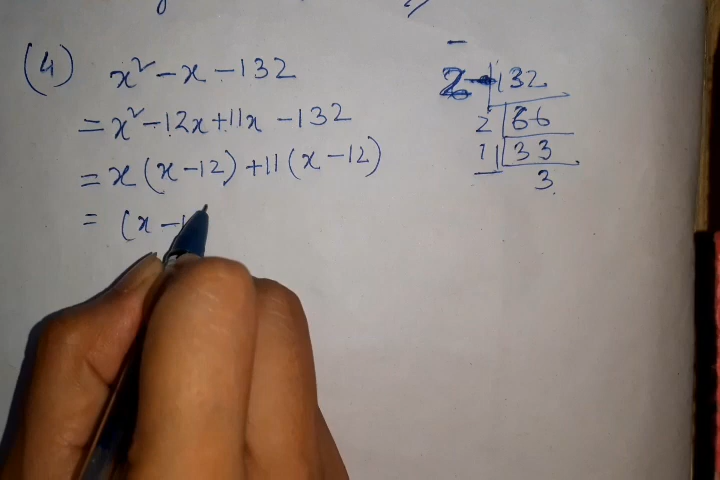 (4) x² - x - 132
= x² - 12x + 11x - 132
= x (x - 12) + 11 (x - 12)
= (x -
2 132
2 66
11 33
3